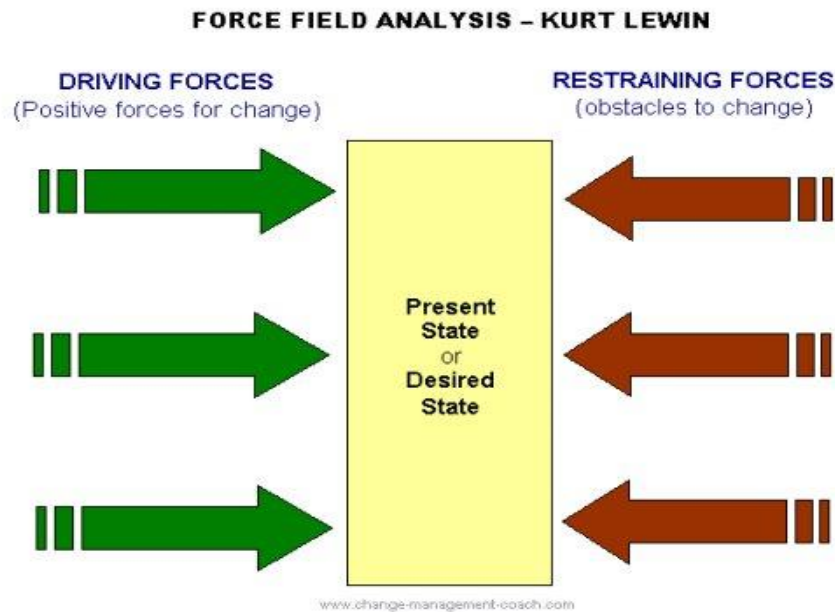 FORCE FIELD ANALYSIS – KURT LEWIN
DRIVING FORCES
(Positive forces for change)
RESTRAINING FORCES
(obstacles to change)
Present
State
or
Desired
State
www.change-management-coach.com